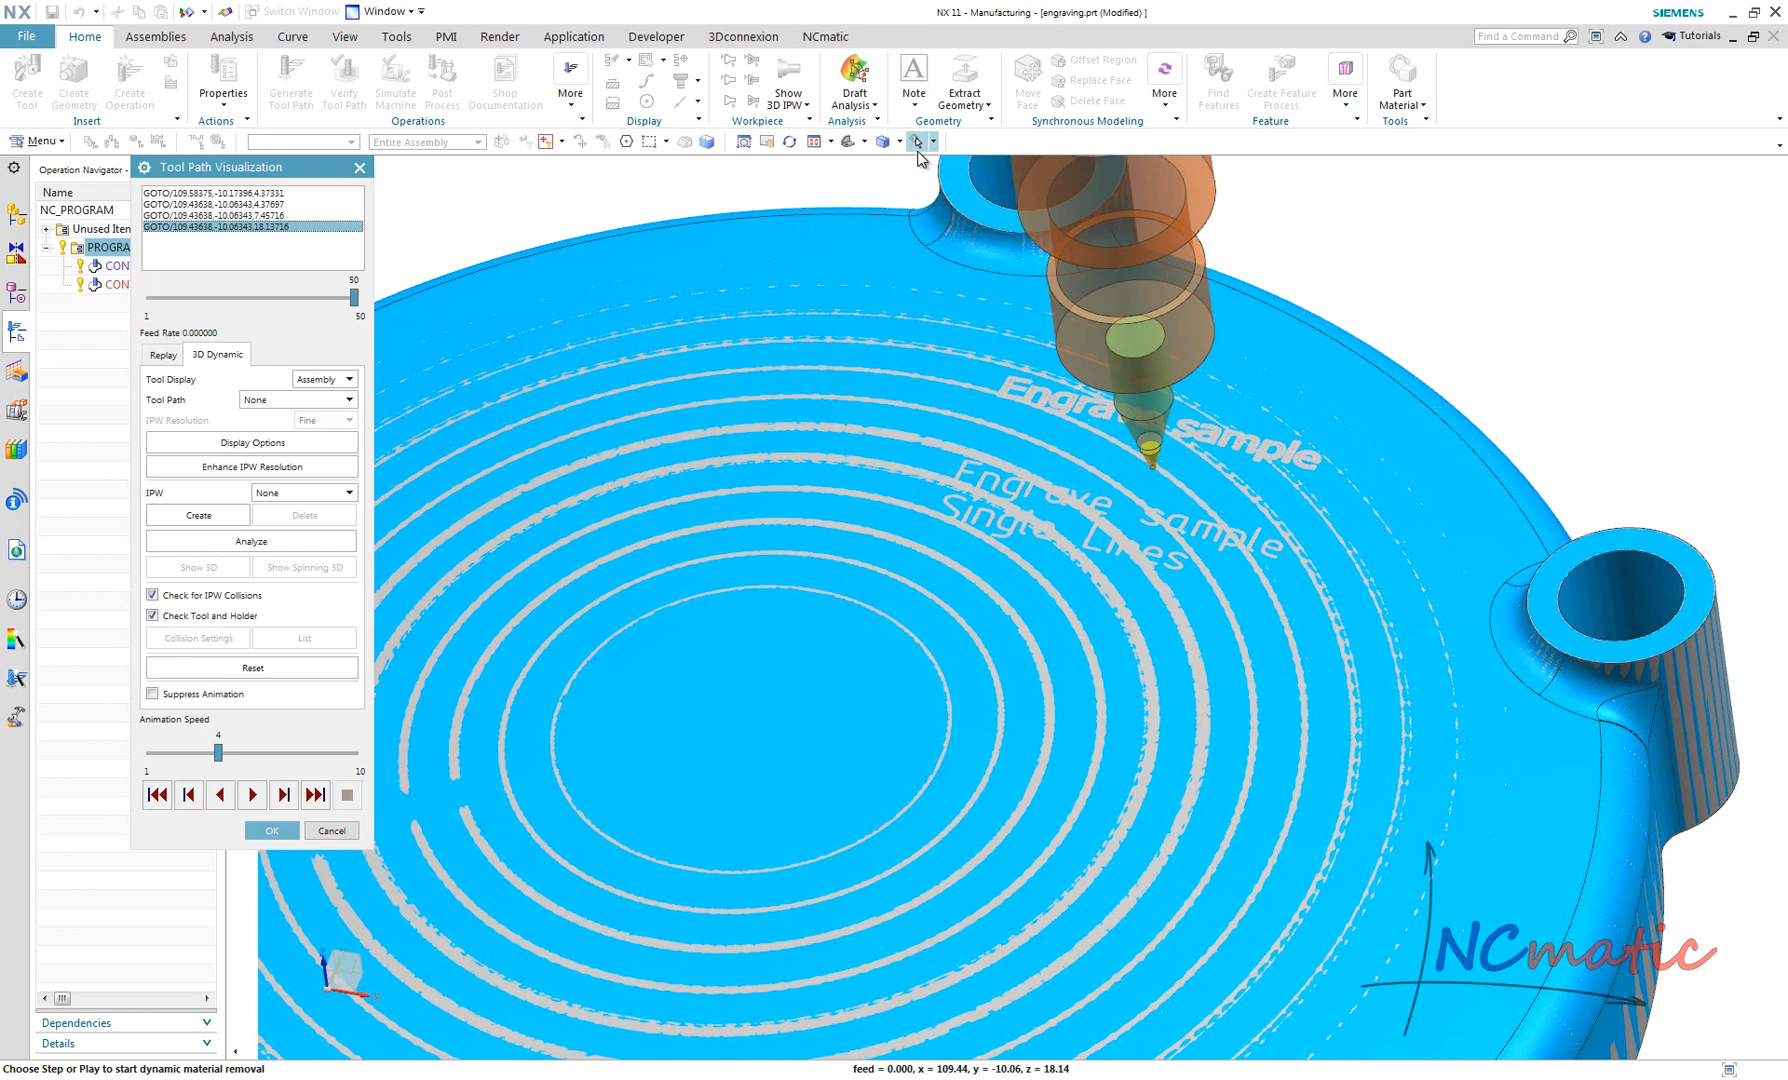 NX
Switch Window
Window
NX 11 - Manufacturing - [engraving.prt (Modified) ]
SIEMENS
File
Home
Assemblies
Analysis
Curve
View
Tools
PMI
Render
Application
Developer
3Dconnexion
NCmatic
Find a Command
Tutorials
Create Tool
Create Geometry
Create Operation
Properties
Generate Tool Path
Verify Tool Path
Simulate Machine
Post Process
Shop Documentation
More
Show 3D IPW
Draft Analysis
Note
Extract Geometry
Move Face
Offset Region
Replace Face
Delete Face
More
Find Features
Create Feature Process
More
Part Material
Insert
Actions
Operations
Display
Workpiece
Analysis
Geometry
Synchronous Modeling
Feature
Tools
Menu
Entire Assembly
Operation Navigator -
Name
NC_PROGRAM
Unused Iten
PROGRA
CON
CON
Tool Path Visualization
GOTO/109.58375,-10.17396,4.37331
GOTO/109.43638,-10.06343,4.37697
GOTO/109.43638,-10.06343,7.45716
GOTO/109.43638,-10.06343,18.13716
50
1
50
Feed Rate 0.000000
Replay
3D Dynamic
Tool Display
Assembly
Tool Path
None
IPW Resolution
Fine
Display Options
Enhance IPW Resolution
IPW
None
Create
Delete
Analyze
Show 3D
Show Spinning 3D
Check for IPW Collisions
Check Tool and Holder
Collision Settings
List
Reset
Suppress Animation
Animation Speed
4
1
10
OK
Cancel
Engrave sample
Engrave sample
Single Lines
NCmatic
X
Dependencies
Details
Choose Step or Play to start dynamic material removal
feed = 0.000, x = 109.44, y = -10.06, z = 18.14